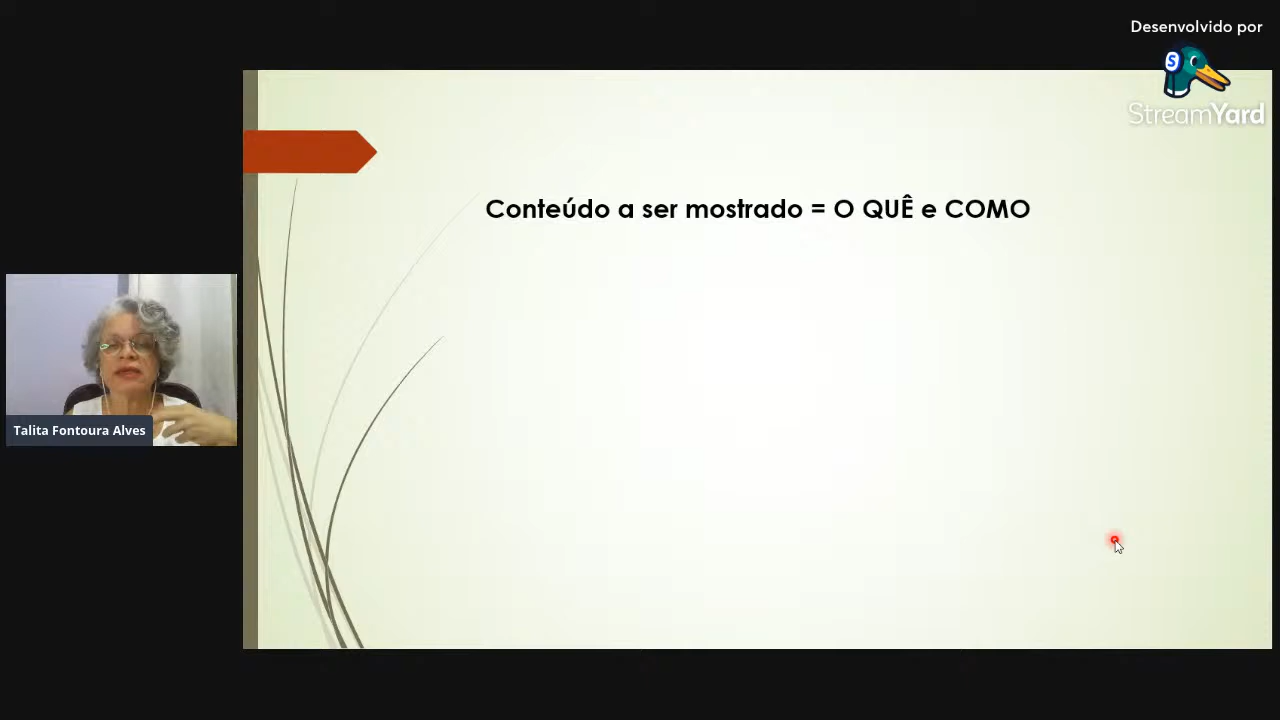 Desenvolvido por
S
StreamYard
Conteúdo a ser mostrado = O QUÊ e COMO
Talita Fontoura Alves